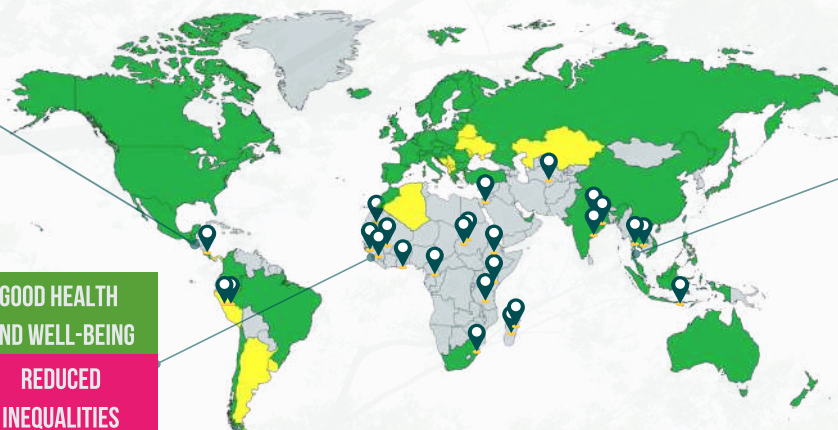 GOOD HEALTH
ND WELL-BEING
REDUCED
INEQUALITIES